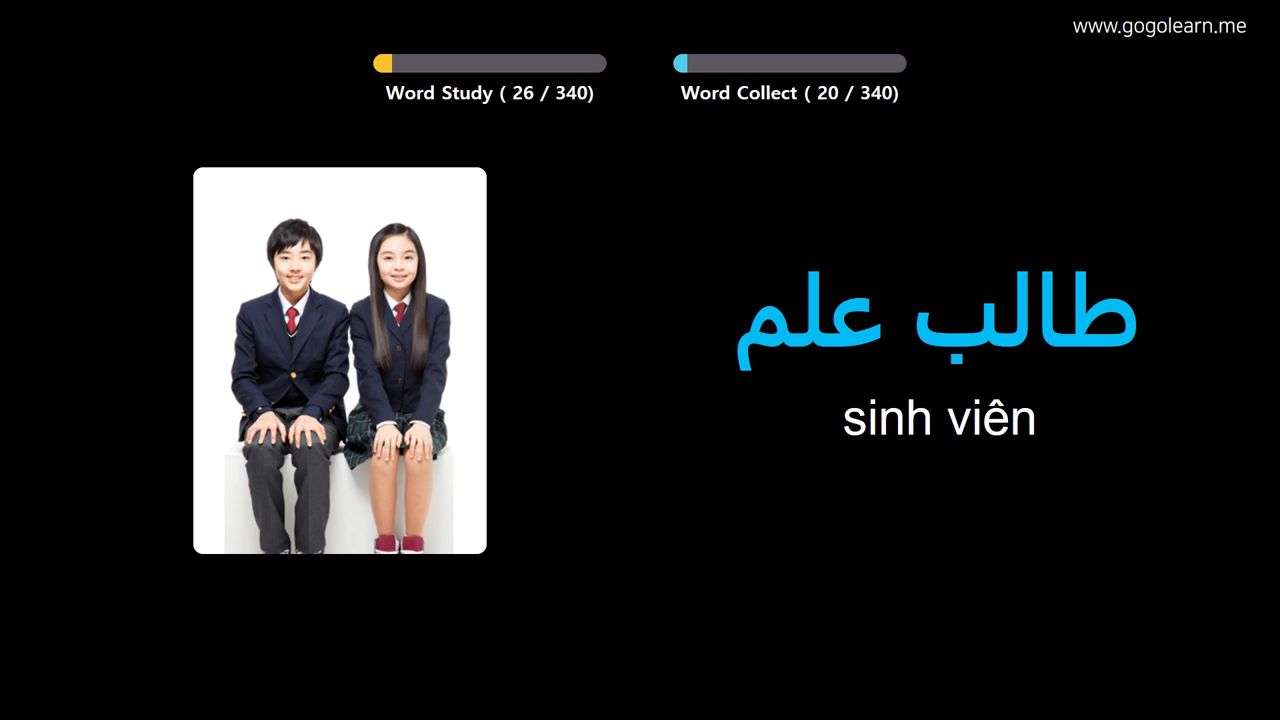 www.gogolearn.me
Word Study ( 26 / 340)
Word Collect ( 20 / 340)
طالب علم
sinh viên